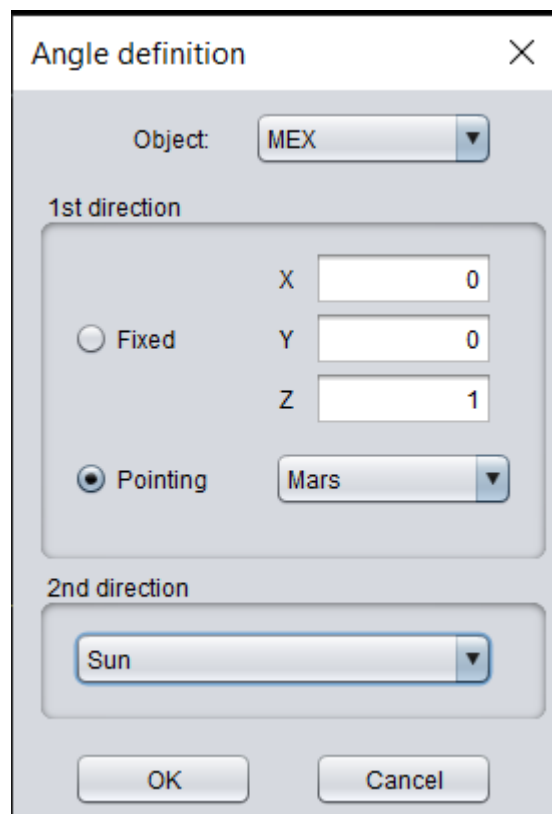 Angle definition
Object: MEX
1st direction
X 0
Fixed Y 0
Z 1
Pointing Mars
2nd direction
Sun
OK Cancel